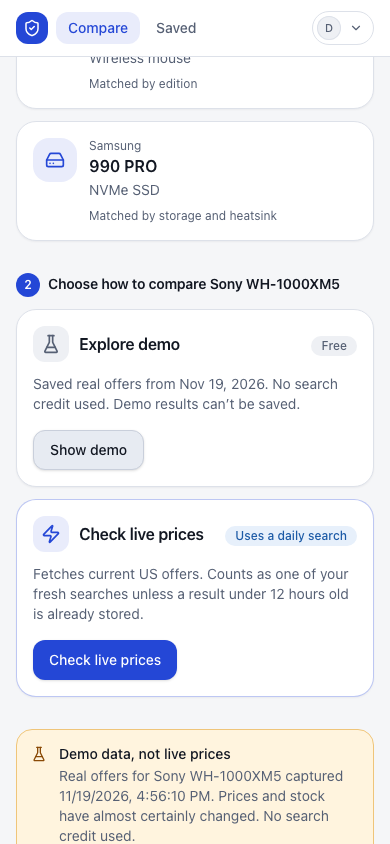 Compare
Saved
D
Wireless mouse
Matched by edition
Samsung
990 PRO
NVMe SSD
Matched by storage and heatsink
2
Choose how to compare Sony WH-1000XM5
Explore demo
Free
Saved real offers from Nov 19, 2026. No search
credit used. Demo results can't be saved.
Show demo
Check live prices
Uses a daily search
Fetches current US offers. Counts as one of your
fresh searches unless a result under 12 hours old
is already stored.
Check live prices
Demo data, not live prices
Real offers for Sony WH-1000XM5 captured
11/19/2026, 4:56:10 PM. Prices and stock
have almost certainly changed. No search
credit used.